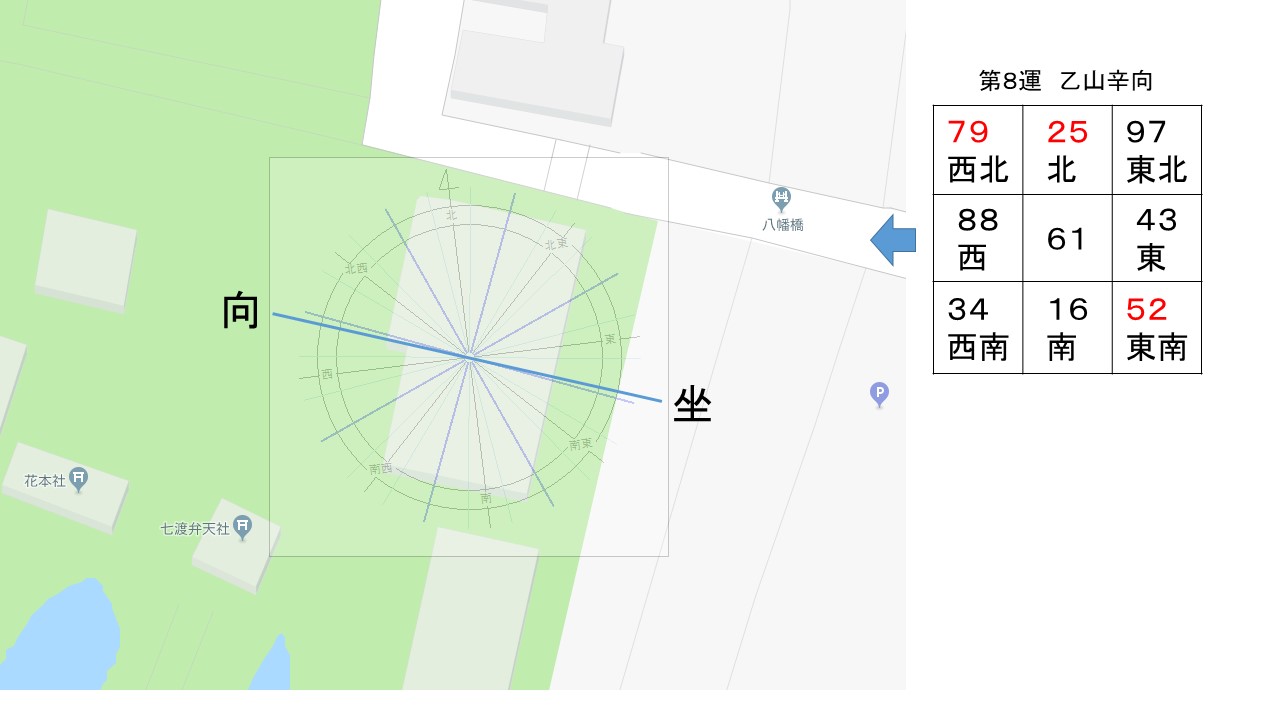 第8運 乙山辛向
79 25 97
西北 北 東北
88 61 43
西 東
34 16 52
西南 南 東南
八幡橋
北
北東
北西
向
東
西
P
坐
南東
南西
花本社
南
七渡弁天社